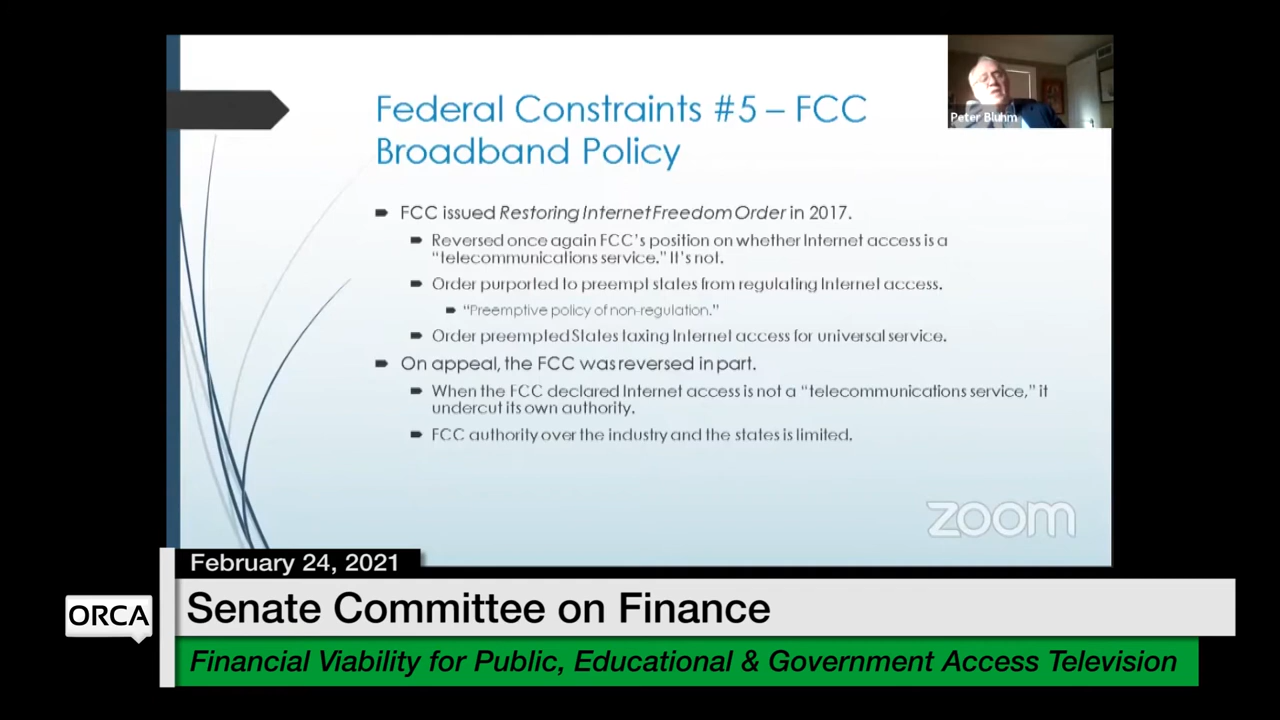 Federal Constraints #5 – FCC
Broadband Policy
Peter Bluhm
FCC issued Restoring Internet Freedom Order in 2017.
Reversed once again FCC's position on whether Internet access is a
"telecommunications service." It's not.
Order purported to preempt states from regulating Internet access.
"Preemptive policy of non-regulation."
Order preempted States taxing Internet access for universal service.
On appeal, the FCC was reversed in part.
When the FCC declared Internet access is not a "telecommunications service," it
undercut its own authority.
FCC authority over the industry and the states is limited.
zoom
February 24, 2021
ORCA
Senate Committee on Finance
Financial Viability for Public, Educational & Government Access Television